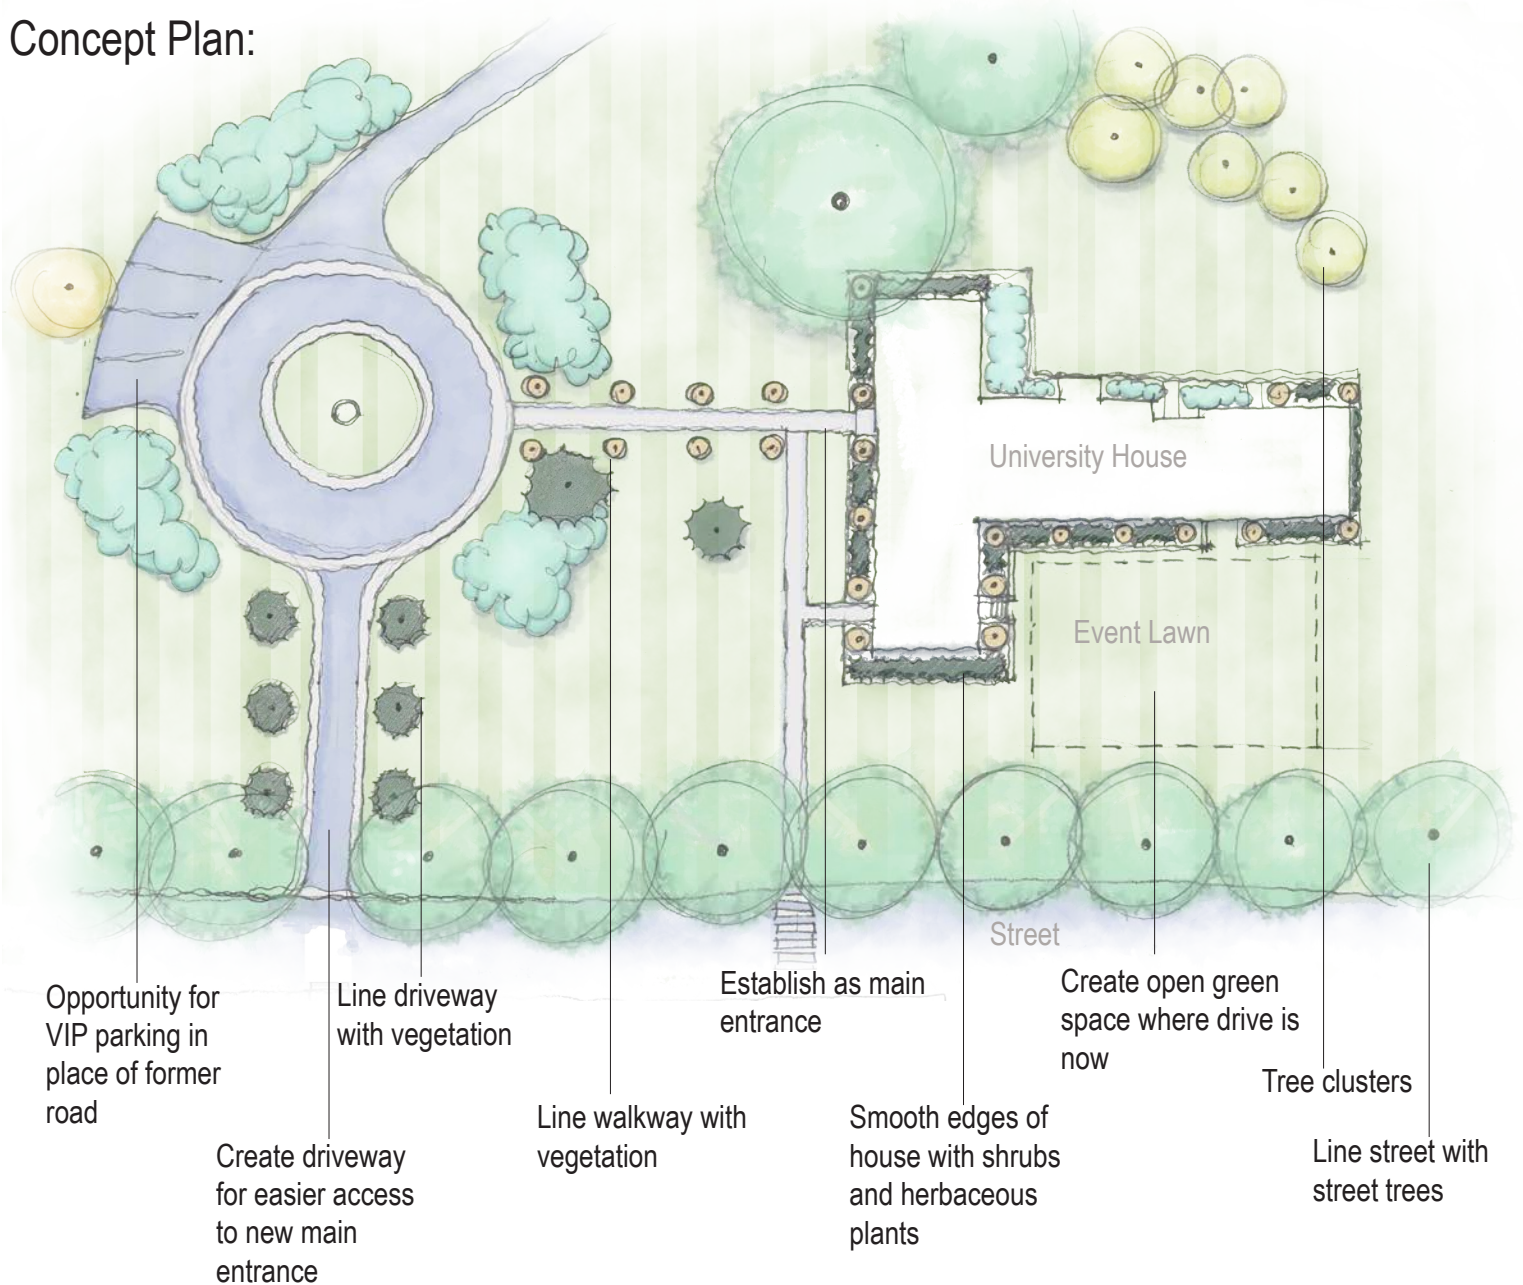 Concept Plan:
University House
Event Lawn
Street
Opportunity for
VIP parking in
place of former
road
Line driveway
with vegetation
Create driveway
for easier access
to new main
entrance
Line walkway with
vegetation
Establish as main
entrance
Smooth edges of
house with shrubs
and herbaceous
plants
Create open green
space where drive is
now
Tree clusters
Line street with
street trees